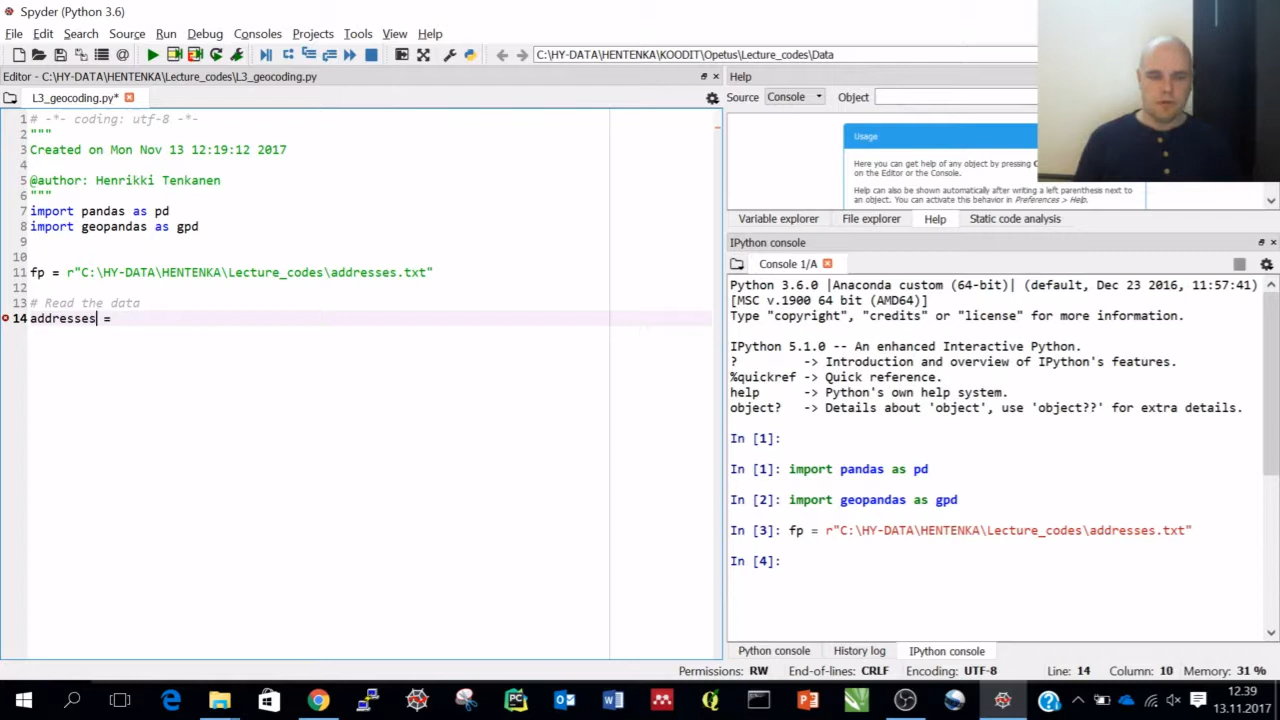 Spyder (Python 3.6)
File Edit Search Source Run Debug Consoles Projects Tools View Help
C:\HY-DATA\HENTENKA\KOODIT\Opetus\Lecture_codes\Data
Editor - C:\HY-DATA\HENTENKA\Lecture_codes\L3_geocoding.py
Help
L3_geocoding.py*
Source Console Object
1 # -*- coding: utf-8 -*-
2 """
3 Created on Mon Nov 13 12:19:12 2017
4
5 @author: Henrikki Tenkanen
6 """
7 import pandas as pd
8 import geopandas as gpd
9
10
11 fp = r"C:\HY-DATA\HENTENKA\Lecture_codes\addresses.txt"
12
13 # Read the data
14 addresses =
Usage
Here you can get help of any object by pressing C
on the Editor or the Console.
Help can also be shown automatically after writing a left parenthesis next to
an object. You can activate this behavior in Preferences > Help.
Variable explorer File explorer Help Static code analysis
IPython console
Console 1/A
Python 3.6.0 |Anaconda custom (64-bit)| (default, Dec 23 2016, 11:57:41)
[MSC v.1900 64 bit (AMD64)]
Type "copyright", "credits" or "license" for more information.
IPython 5.1.0 -- An enhanced Interactive Python.
? -> Introduction and overview of IPython's features.
%quickref -> Quick reference.
help -> Python's own help system.
object? -> Details about 'object', use 'object??' for extra details.
In [1]:
In [1]: import pandas as pd
In [2]: import geopandas as gpd
In [3]: fp = r"C:\HY-DATA\HENTENKA\Lecture_codes\addresses.txt"
In [4]:
Python console History log IPython console
Permissions: RW End-of-lines: CRLF Encoding: UTF-8 Line: 14 Column: 10 Memory: 31 %
12.39
13.11.2017